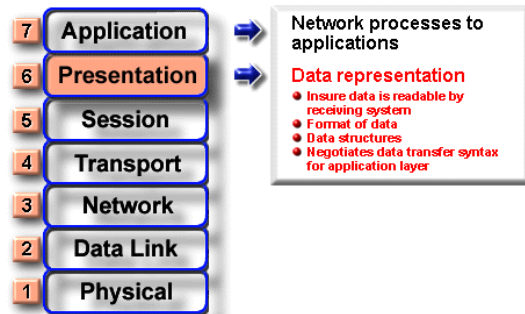 7 Application
Network processes to
applications
6 Presentation
Data representation
Insure data is readable by
receiving system
Format of data
Data structures
Negotiates data transfer syntax
for application layer
5 Session
4 Transport
3 Network
2 Data Link
1 Physical